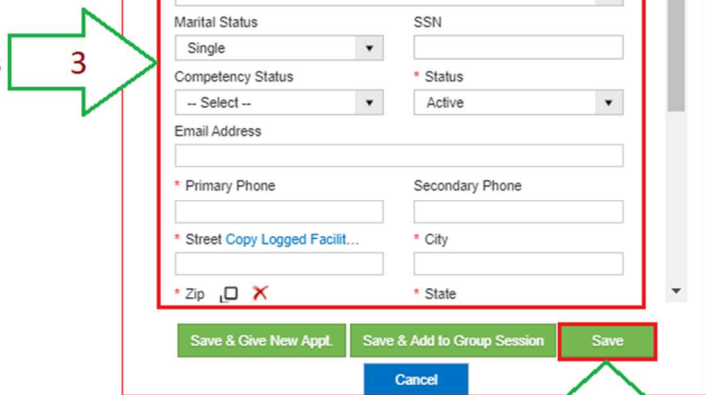 Marital Status SSN
Single
3
Competency Status * Status
-- Select -- Active
Email Address
* Primary Phone Secondary Phone
* Street Copy Logged Facilit... * City
* Zip * State
Save & Give New Appt. Save & Add to Group Session Save
Cancel